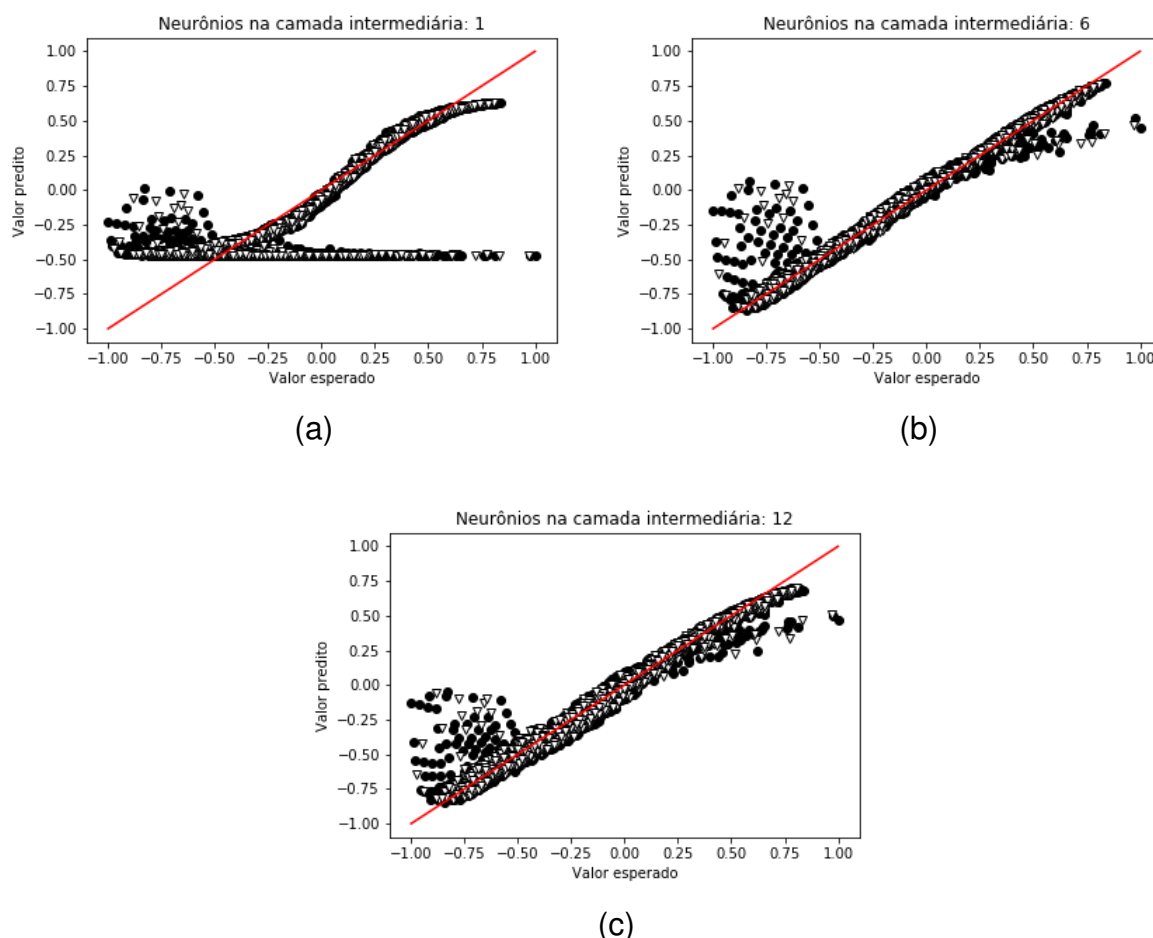 Neurônios na camada intermediária: 1
1.00
0.75
0.50
0.25
0.00
−0.25
−0.50
−0.75
−1.00
Valor predito
−1.00 −0.75 −0.50 −0.25 0.00 0.25 0.50 0.75 1.00
Valor esperado
(a)
Neurônios na camada intermediária: 6
1.00
0.75
0.50
0.25
0.00
−0.25
−0.50
−0.75
−1.00
Valor predito
−1.00 −0.75 −0.50 −0.25 0.00 0.25 0.50 0.75 1.00
Valor esperado
(b)
Neurônios na camada intermediária: 12
1.00
0.75
0.50
0.25
0.00
−0.25
−0.50
−0.75
−1.00
Valor predito
−1.00 −0.75 −0.50 −0.25 0.00 0.25 0.50 0.75 1.00
Valor esperado
(c)